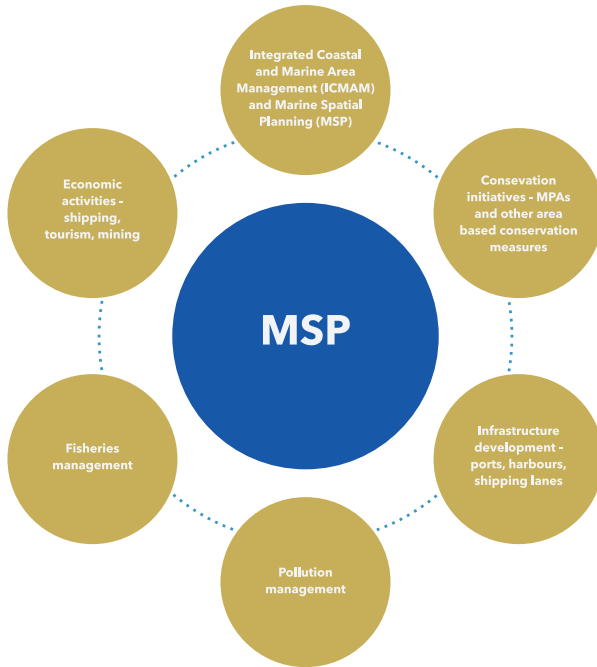 Integrated Coastal
and Marine Area
Management (ICMAM)
and Marine Spatial
Planning (MSP)
Economic
activities –
shipping,
tourism, mining
Consevation
initiatives – MPAs
and other area
based conservation
measures
MSP
Fisheries
management
Infrastructure
development –
ports, harbours,
shipping lanes
Pollution
management